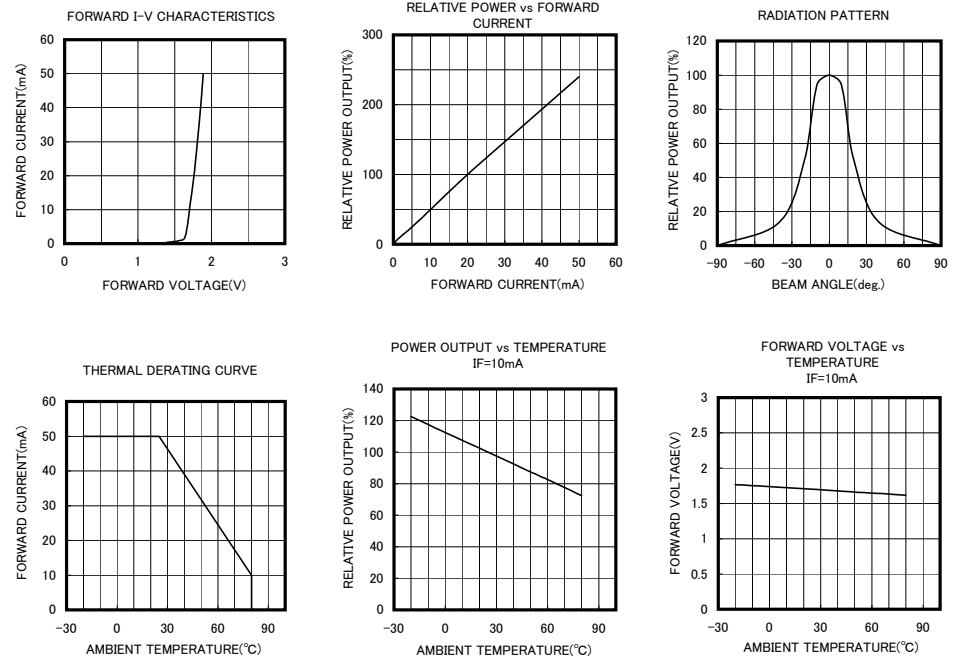 FORWARD I-V CHARACTERISTICS
60
50
40
30
20
10
0
FORWARD CURRENT(mA)
0 1 2 3
FORWARD VOLTAGE(V)
RELATIVE POWER vs FORWARD
CURRENT
300
200
100
0
RELATIVE POWER OUTPUT(%)
0 10 20 30 40 50 60
FORWARD CURRENT(mA)
RADIATION PATTERN
120
100
80
60
40
20
0
RELATIVE POWER OUTPUT(%)
-90 -60 -30 0 30 60 90
BEAM ANGLE(deg.)
THERMAL DERATING CURVE
60
50
40
30
20
10
0
FORWARD CURRENT(mA)
-30 0 30 60 90
AMBIENT TEMPERATURE(℃)
POWER OUTPUT vs TEMPERATURE
IF=10mA
140
120
100
80
60
40
20
0
RELATIVE POWER OUTPUT(%)
-30 0 30 60 90
AMBIENT TEMPERATURE(℃)
FORWARD VOLTAGE vs
TEMPERATURE
IF=10mA
3
2.5
2
1.5
1
0.5
0
FORWARD VOLTAGE(V)
-30 0 30 60 90
AMBIENT TEMPERATURE(℃)